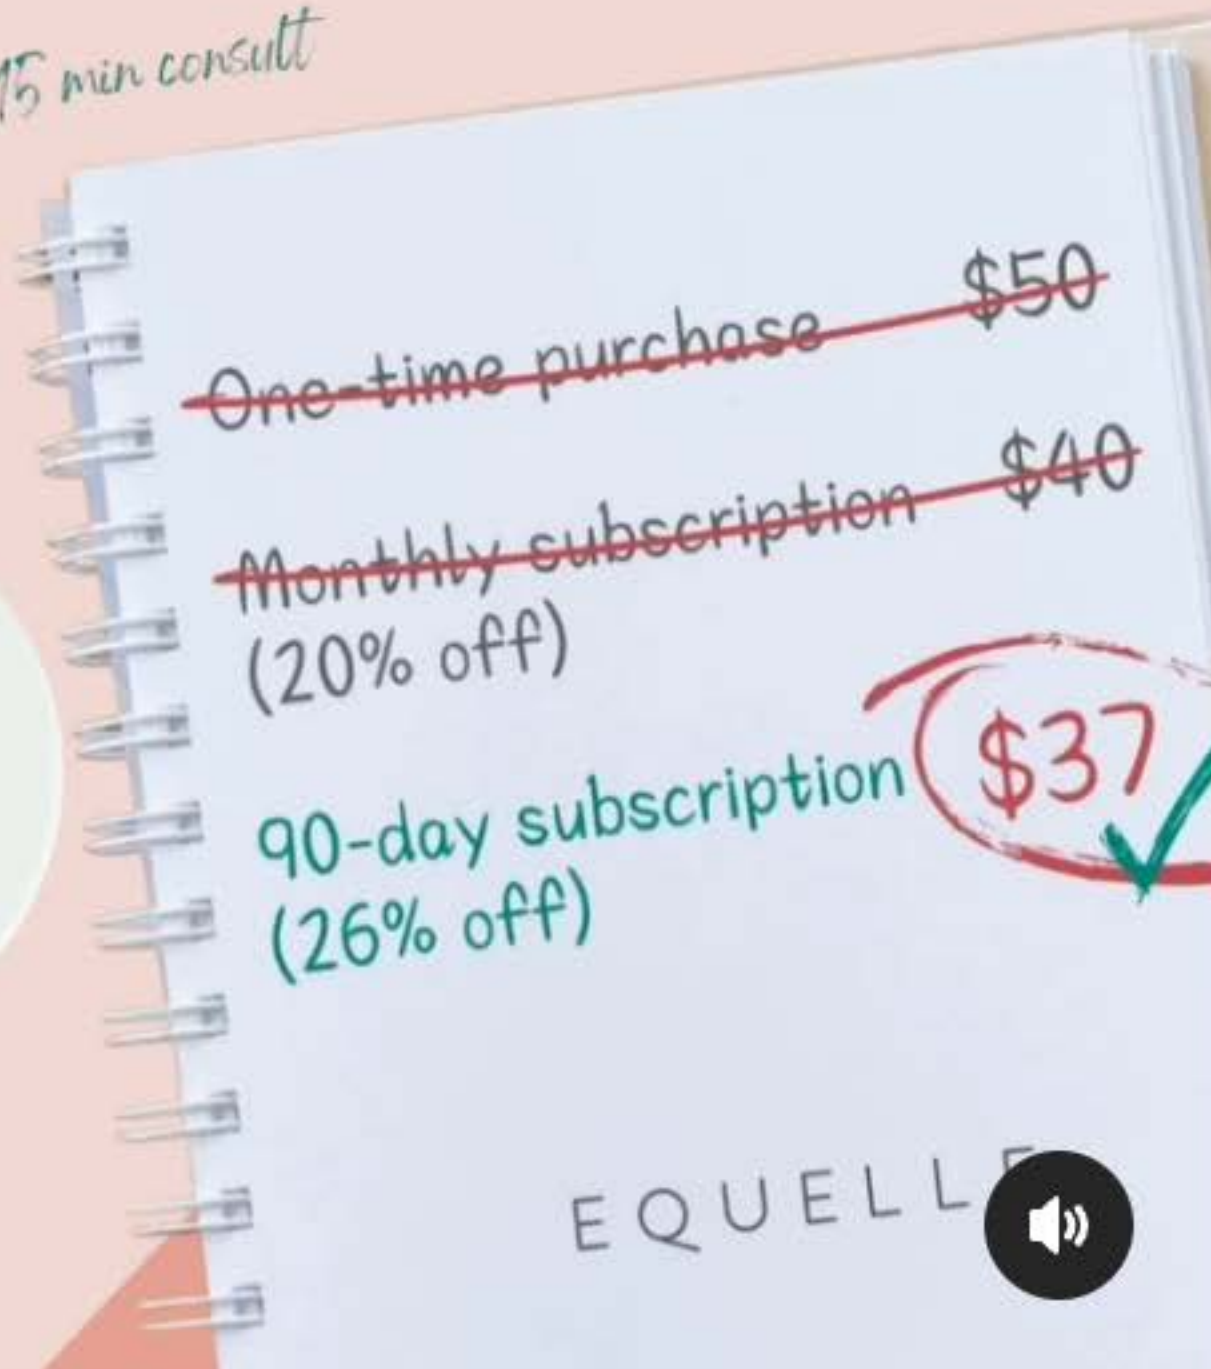 15 min consult
One-time purchase $50
Monthly subscription $40
(20% off)
90-day subscription $37
(26% off)
EQUELLE